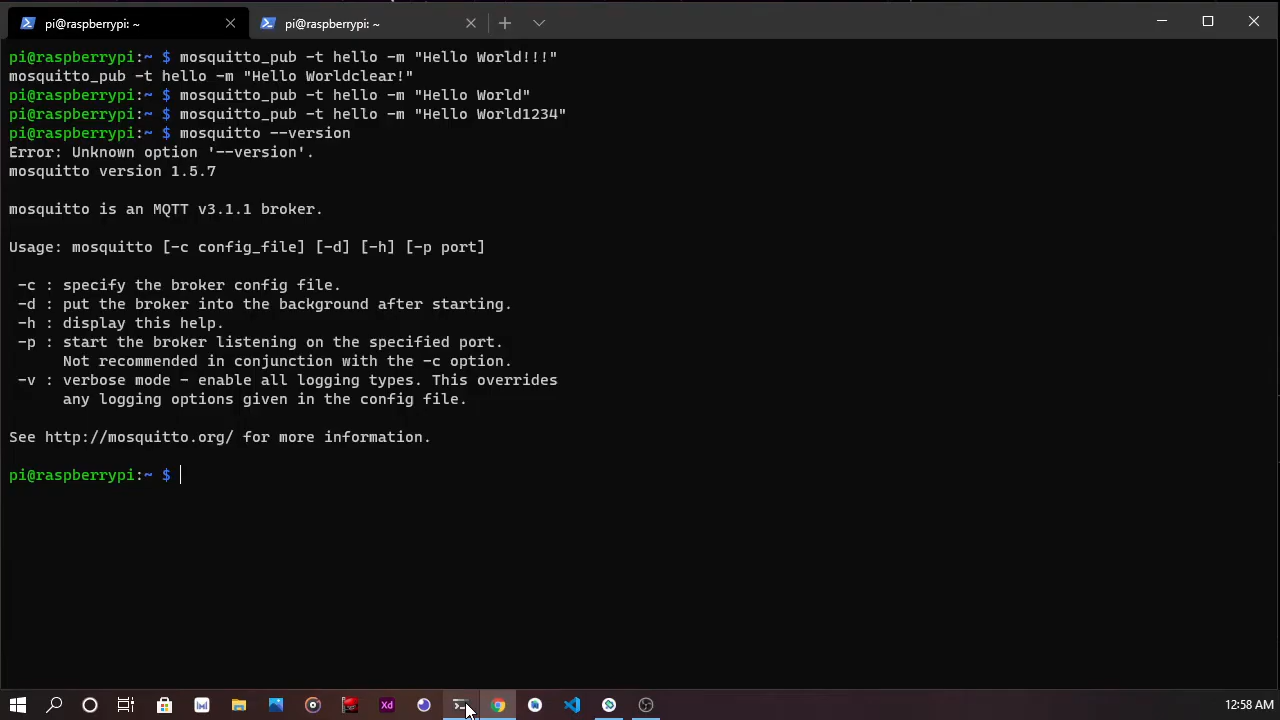 pi@raspberrypi: ~
pi@raspberrypi: ~
pi@raspberrypi:~ $ mosquitto_pub -t hello -m "Hello World!!!"
mosquitto_pub -t hello -m "Hello Worldclear!"
pi@raspberrypi:~ $ mosquitto_pub -t hello -m "Hello World"
pi@raspberrypi:~ $ mosquitto_pub -t hello -m "Hello World1234"
pi@raspberrypi:~ $ mosquitto --version
Error: Unknown option '--version'.
mosquitto version 1.5.7
mosquitto is an MQTT v3.1.1 broker.
Usage: mosquitto [-c config_file] [-d] [-h] [-p port]
-c : specify the broker config file.
-d : put the broker into the background after starting.
-h : display this help.
-p : start the broker listening on the specified port.
Not recommended in conjunction with the -c option.
-v : verbose mode - enable all logging types. This overrides
any logging options given in the config file.
See http://mosquitto.org/ for more information.
pi@raspberrypi:~ $
Xd
12:58 AM